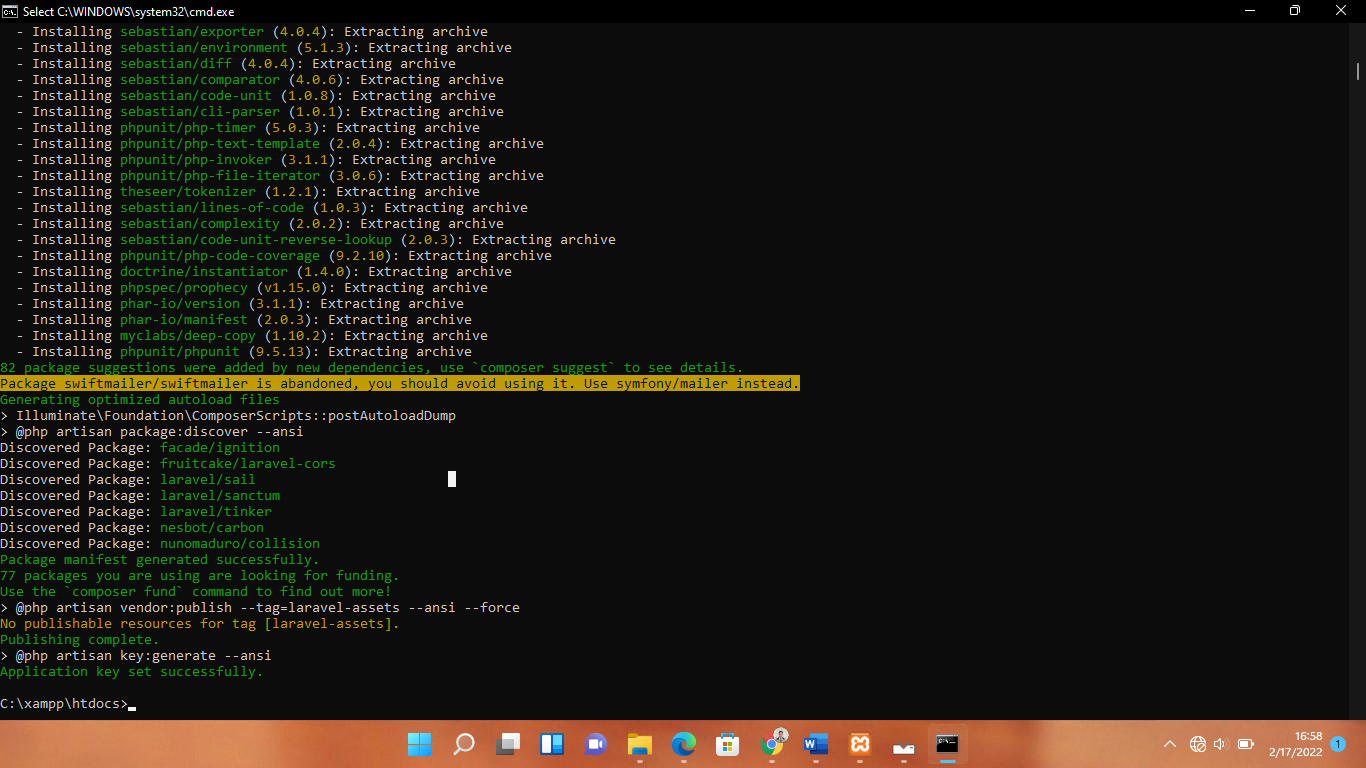 Select C:\WINDOWS\system32\cmd.exe
- Installing sebastian/exporter (4.0.4): Extracting archive
- Installing sebastian/environment (5.1.3): Extracting archive
- Installing sebastian/diff (4.0.4): Extracting archive
- Installing sebastian/comparator (4.0.6): Extracting archive
- Installing sebastian/code-unit (1.0.8): Extracting archive
- Installing sebastian/cli-parser (1.0.1): Extracting archive
- Installing phpunit/php-timer (5.0.3): Extracting archive
- Installing phpunit/php-text-template (2.0.4): Extracting archive
- Installing phpunit/php-invoker (3.1.1): Extracting archive
- Installing phpunit/php-file-iterator (3.0.6): Extracting archive
- Installing theseer/tokenizer (1.2.1): Extracting archive
- Installing sebastian/lines-of-code (1.0.3): Extracting archive
- Installing sebastian/complexity (2.0.2): Extracting archive
- Installing sebastian/code-unit-reverse-lookup (2.0.3): Extracting archive
- Installing phpunit/php-code-coverage (9.2.10): Extracting archive
- Installing doctrine/instantiator (1.4.0): Extracting archive
- Installing phpspec/prophecy (v1.15.0): Extracting archive
- Installing phar-io/version (3.1.1): Extracting archive
- Installing phar-io/manifest (2.0.3): Extracting archive
- Installing myclabs/deep-copy (1.10.2): Extracting archive
- Installing phpunit/phpunit (9.5.13): Extracting archive
82 package suggestions were added by new dependencies, use `composer suggest` to see details.
Package swiftmailer/swiftmailer is abandoned, you should avoid using it. Use symfony/mailer instead.
Generating optimized autoload files
> Illuminate\Foundation\ComposerScripts::postAutoloadDump
> @php artisan package:discover --ansi
Discovered Package: facade/ignition
Discovered Package: fruitcake/laravel-cors
Discovered Package: laravel/sail
Discovered Package: laravel/sanctum
Discovered Package: laravel/tinker
Discovered Package: nesbot/carbon
Discovered Package: nunomaduro/collision
Package manifest generated successfully.
77 packages you are using are looking for funding.
Use the `composer fund` command to find out more!
> @php artisan vendor:publish --tag=laravel-assets --ansi --force
No publishable resources for tag [laravel-assets].
Publishing complete.
> @php artisan key:generate --ansi
Application key set successfully.
C:\xampp\htdocs>
16:58
2/17/2022
1